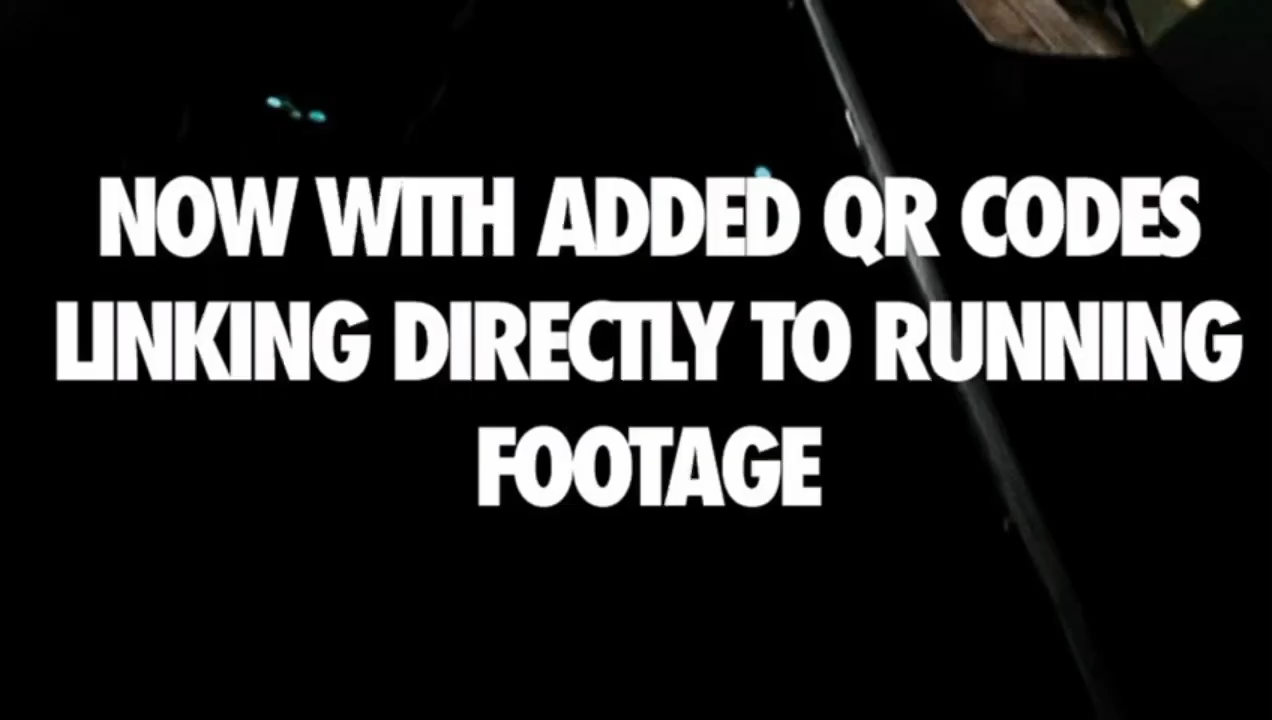 NOW WITH ADDED QR CODES
LINKING DIRECTLY TO RUNNING
FOOTAGE